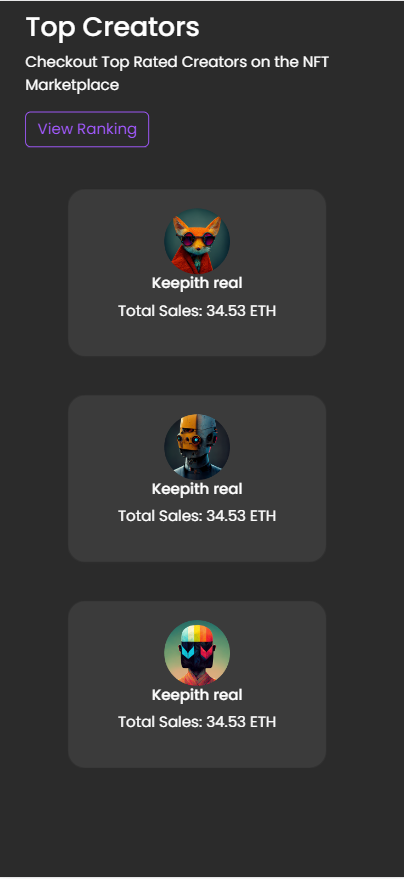 Top Creators
Checkout Top Rated Creators on the NFT
Marketplace
View Ranking
Keepith real
Total Sales: 34.53 ETH
Keepith real
Total Sales: 34.53 ETH
Keepith real
Total Sales: 34.53 ETH